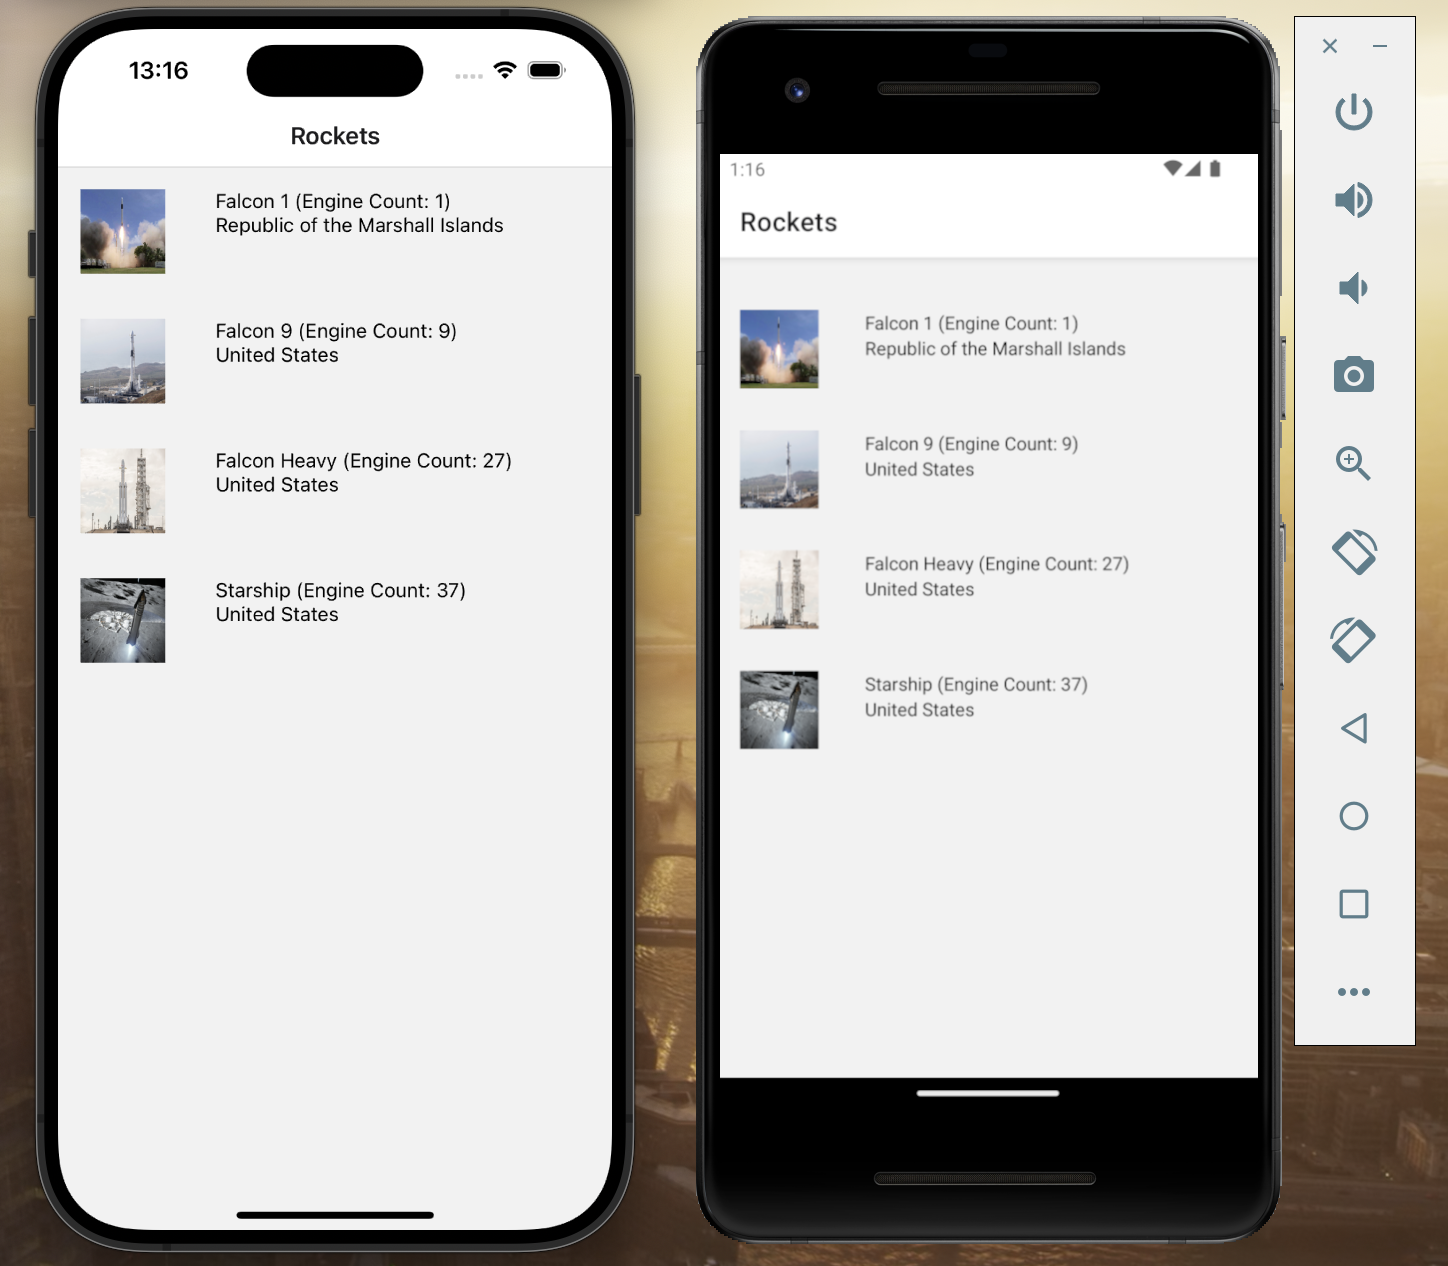 13:16
Rockets
Falcon 1 (Engine Count: 1)
Republic of the Marshall Islands
Falcon 9 (Engine Count: 9)
United States
Falcon Heavy (Engine Count: 27)
United States
Starship (Engine Count: 37)
United States
1:16
Rockets
Falcon 1 (Engine Count: 1)
Republic of the Marshall Islands
Falcon 9 (Engine Count: 9)
United States
Falcon Heavy (Engine Count: 27)
United States
Starship (Engine Count: 37)
United States